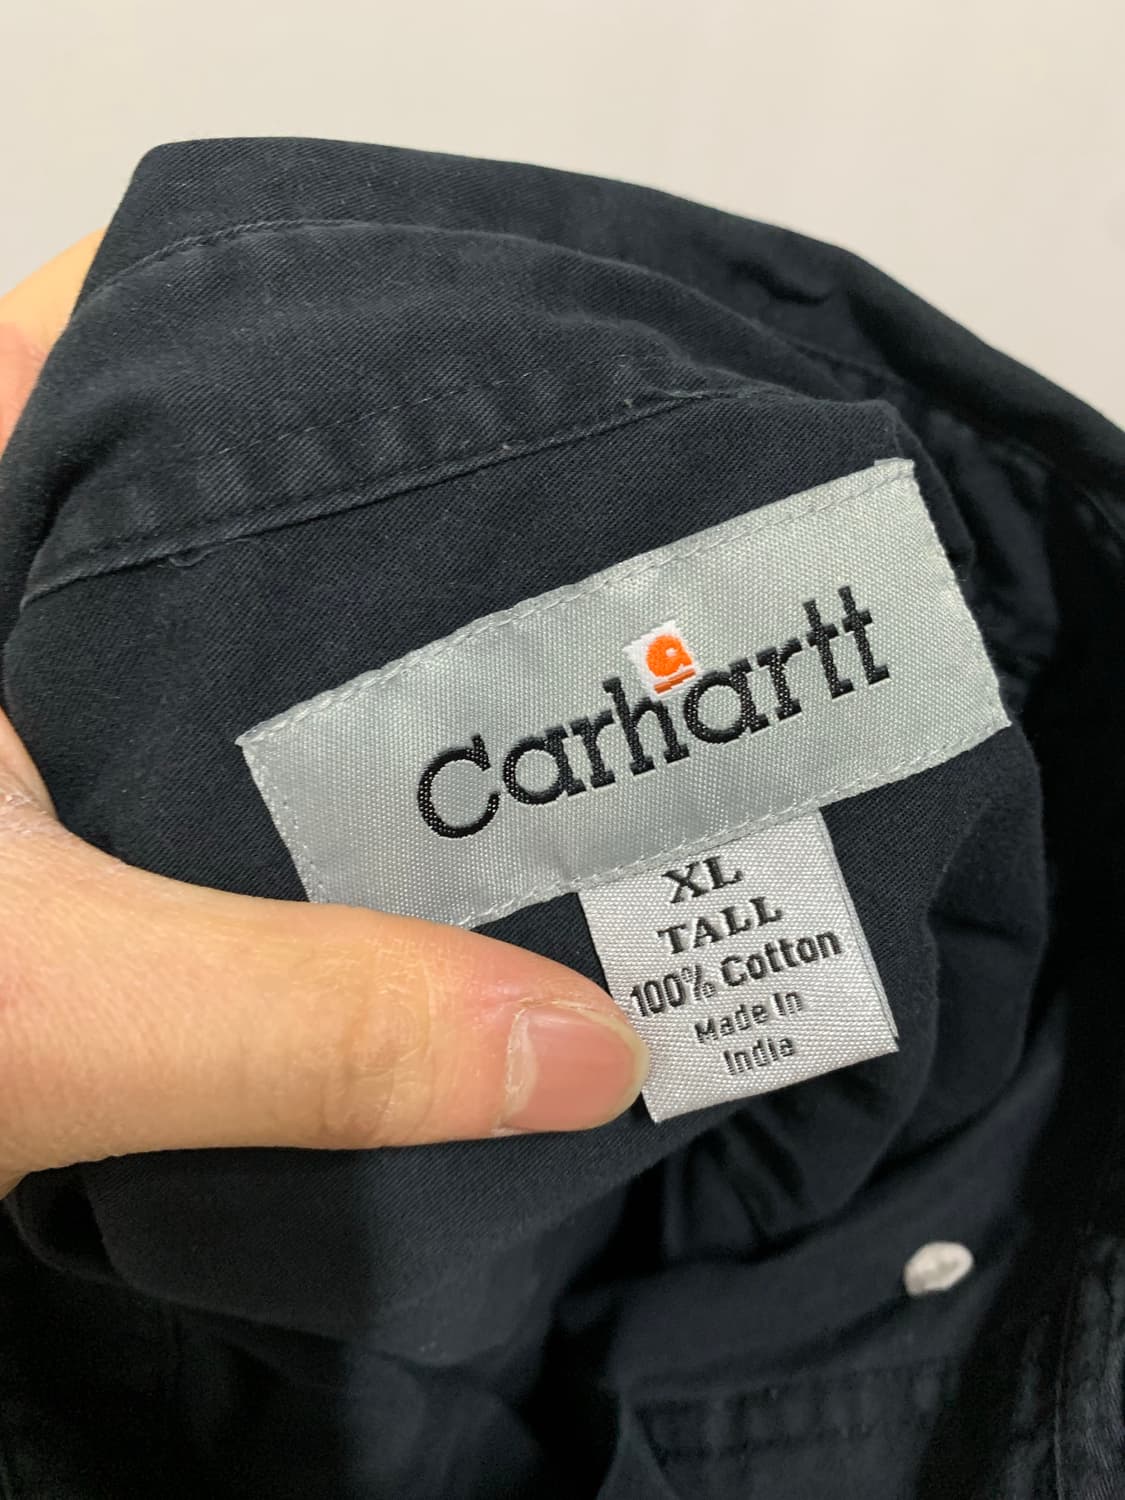 Carhartt
XL
TALL
100% Cotton
Made In
India